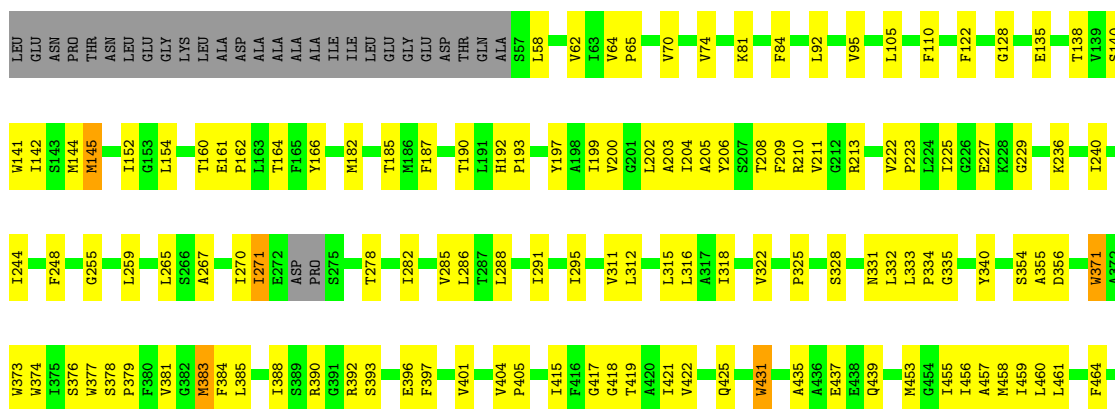 LEU GLU ASN PRO THR ASN LEU GLU GLY LYS LEU ALA ASP ALA ALA ALA ALA ILE ILE LEU GLU GLY GLU ASP THR GLN ALA S57 L58 V62 I63 V64 P65 V70 V74 K81 F84 L92 V95 L105 F110 F122 G128 E135 T138 V139 S140
W141 I142 S143 M144 M145 I152 G153 L154 T160 E161 P162 L163 T164 F165 Y166 M182 T185 M186 F187 T190 L191 H192 P193 Y197 A198 I199 V200 G201 L202 A203 I204 A205 Y206 S207 T208 F209 R210 V211 G212 R213 V222 P223 L224 I225 G226 E227 K228 G229 K236 I240
I244 F248 G255 L259 L265 S266 A267 I270 I271 E272 ASP PRO S275 T278 I282 V285 L286 T287 L288 I291 I295 V311 L312 L315 L316 A317 I318 V322 P325 S328 N331 L332 L333 P334 G335 Y340 S354 A355 D356 W371 A372
W373 W374 I375 S376 W377 S378 P379 F380 V381 G382 M383 F384 L385 I388 S389 R390 G391 R392 S393 E396 F397 V401 V404 P405 I415 F416 G417 G418 T419 A420 I421 V422 Q425 W431 A435 A436 E437 E438 Q439 M453 G454 I455 I456 A457 M458 I459 L460 L461 F464